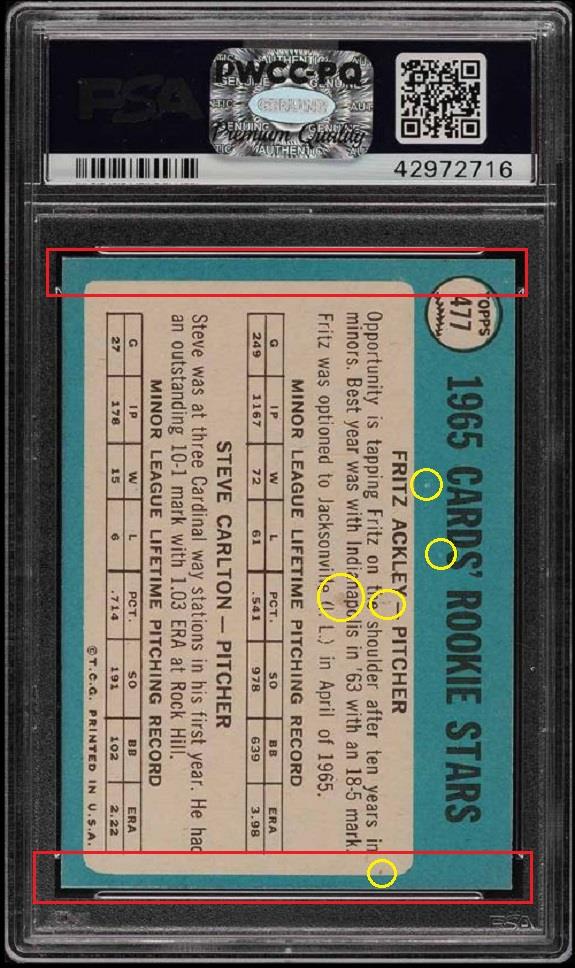 PSA
PWCC-PQ
GENUINE
Premium Quality
42972716
TOPPS
477
1965 CARDS' ROOKIE STARS
FRITZ ACKLEY — PITCHER
Opportunity is tapping Fritz on the shoulder after ten years in
minors. Best year was with Indianapolis in '63 with an 18-5 mark.
Fritz was optioned to Jacksonville (I. L.) in April of 1965.
MINOR LEAGUE LIFETIME PITCHING RECORD
G IP W L PCT. SO BB ERA
249 1167 72 61 .541 978 639 3.98
STEVE CARLTON — PITCHER
Steve was at three Cardinal way stations in his first year. He had
an outstanding 10-1 mark with 1.03 ERA at Rock Hill.
MINOR LEAGUE LIFETIME PITCHING RECORD
G IP W L PCT. SO BB ERA
27 178 15 6 .714 191 102 2.22
© T.C.G. PRINTED IN U.S.A.
PSA